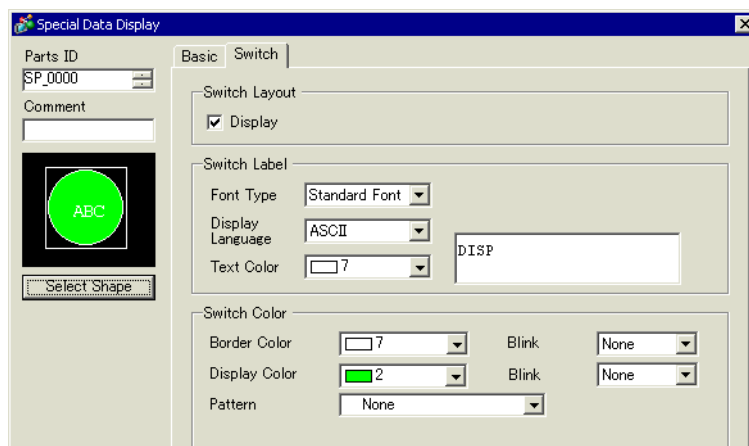 Special Data Display
Parts ID
SP_0000
Comment
ABC
Select Shape
Basic Switch
Switch Layout
Display
Switch Label
Font Type Standard Font
Display Language ASCII
Text Color 7
DISP
Switch Color
Border Color 7 Blink None
Display Color 2 Blink None
Pattern None